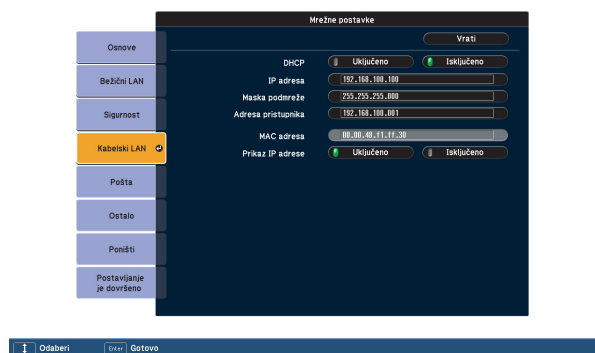 Mrežne postavke
Vrati
Osnove
Bežični LAN
Sigurnost
Kabelski LAN
Pošta
Ostalo
Poništi
Postavljanje
je dovršeno
DHCP Uključeno Isključeno
IP adresa 192.168.100.100
Maska podmreže 255.255.255.000
Adresa pristupnika 192.168.100.001
MAC adresa 00.00.48.f1.ff.38
Prikaz IP adrese Uključeno Isključeno
Odaberi Enter Gotovo